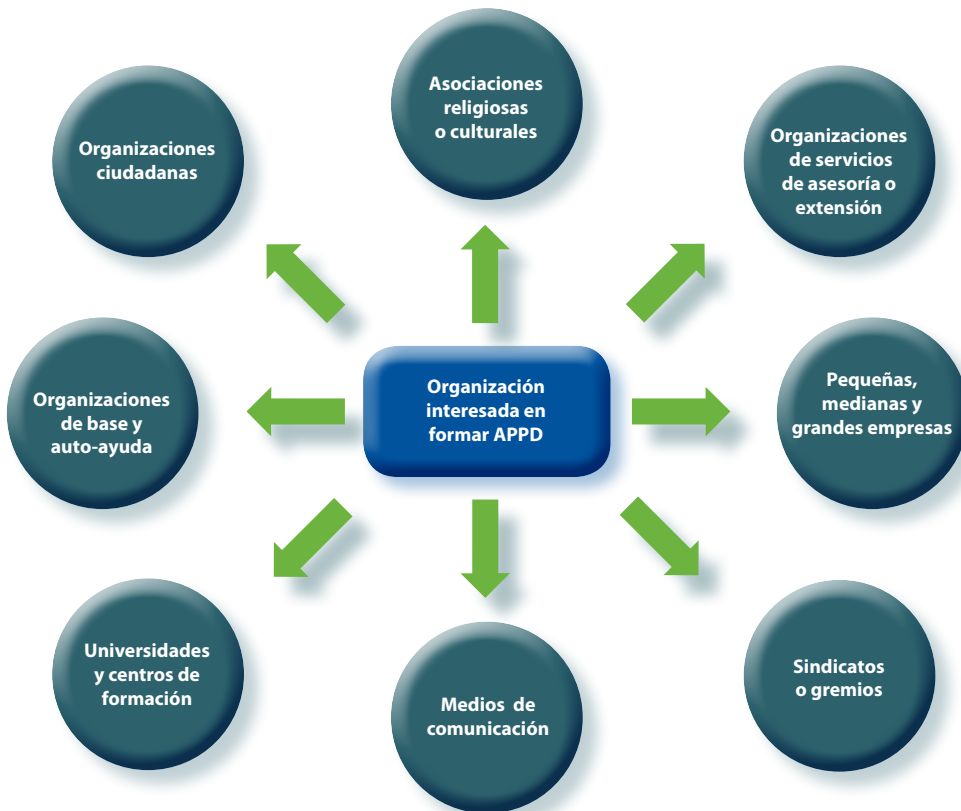 Asociaciones
religiosas
o culturales
Organizaciones
ciudadanas
Organizaciones
de servicios
de asesoría o
extensión
Organizaciones
de base y
auto-ayuda
Organización
interesada en
formar APPD
Pequeñas,
medianas y
grandes empresas
Universidades
y centros de
formación
Medios de
comunicación
Sindicatos
o gremios